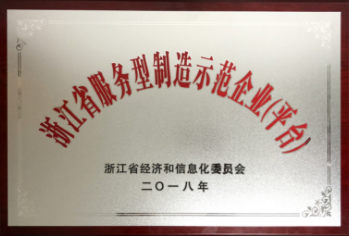 浙江省服务型制造示范企业(平台)
浙江省经济和信息化委员会
二〇一八年